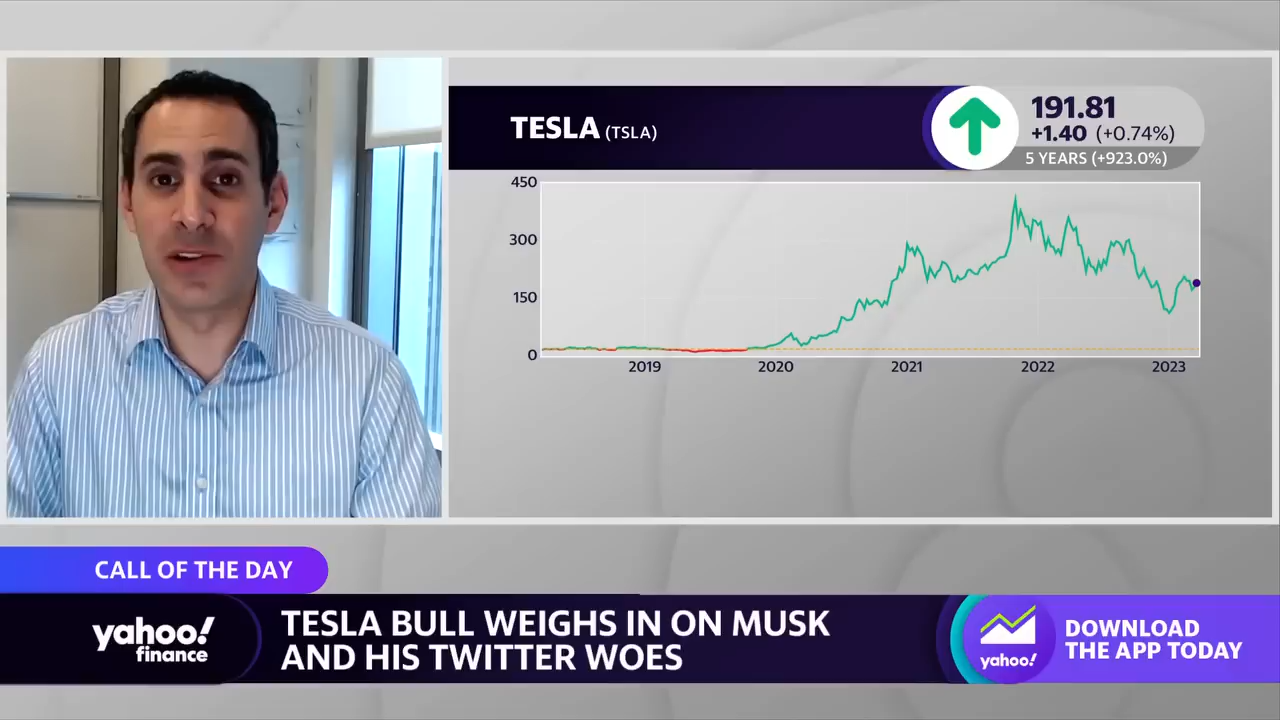 TESLA (TSLA)
191.81
+1.40 (+0.74%)
5 YEARS (+923.0%)
450
300
150
0
2019 2020 2021 2022 2023
CALL OF THE DAY
yahoo!
finance
TESLA BULL WEIGHS IN ON MUSK
AND HIS TWITTER WOES
yahoo!
DOWNLOAD
THE APP TODAY